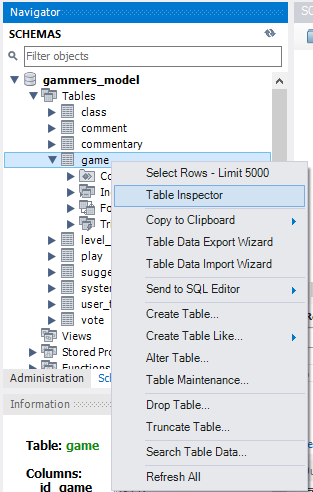 Navigator
SCHEMAS
Filter objects
gammers_model
Tables
class
comment
commentary
game
Select Rows - Limit 5000
Table Inspector
Copy to Clipboard
Table Data Export Wizard
Table Data Import Wizard
Send to SQL Editor
Create Table...
Create Table Like...
Alter Table...
Table Maintenance...
Drop Table...
Truncate Table...
Search Table Data...
Refresh All
Co
In
Fo
Tri
level_
play
sugge
system
user_t
vote
Views
Stored Pro
Functions
Administration Sch
Information
Table: game
Columns:
id_game